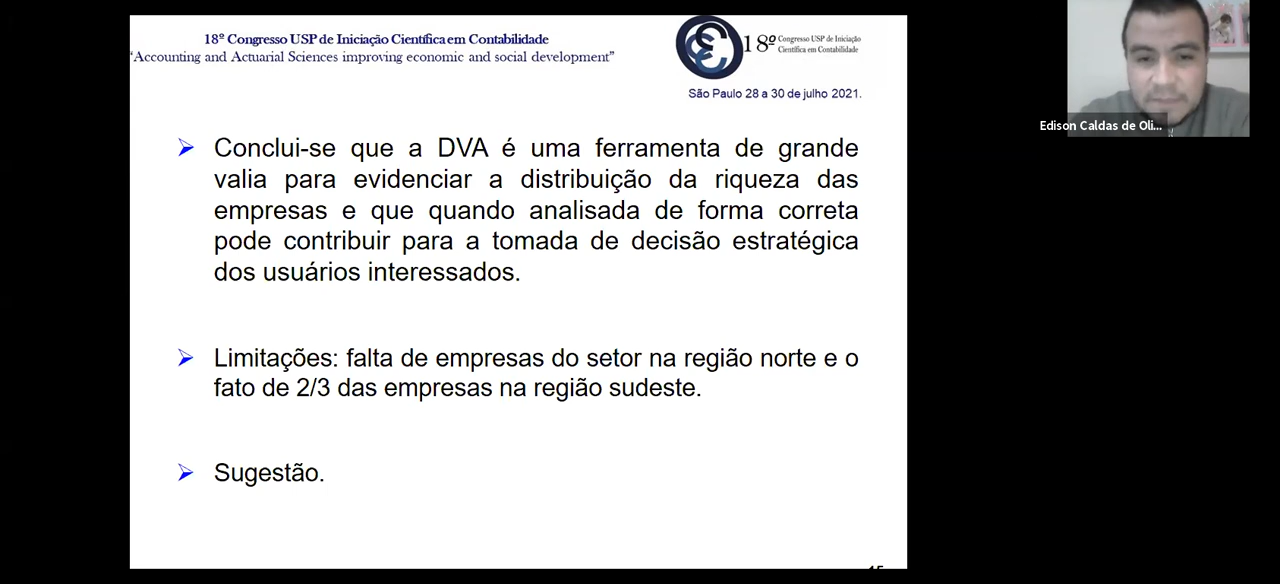 18º Congresso USP de Iniciação Científica em Contabilidade
“Accounting and Actuarial Sciences improving economic and social development”
18º Congresso USP de Iniciação
Científica em Contabilidade
São Paulo 28 a 30 de julho 2021.
Edison Caldas de Oli...
Conclui-se que a DVA é uma ferramenta de grande
valia para evidenciar a distribuição da riqueza das
empresas e que quando analisada de forma correta
pode contribuir para a tomada de decisão estratégica
dos usuários interessados.
Limitações: falta de empresas do setor na região norte e o
fato de 2/3 das empresas na região sudeste.
Sugestão.